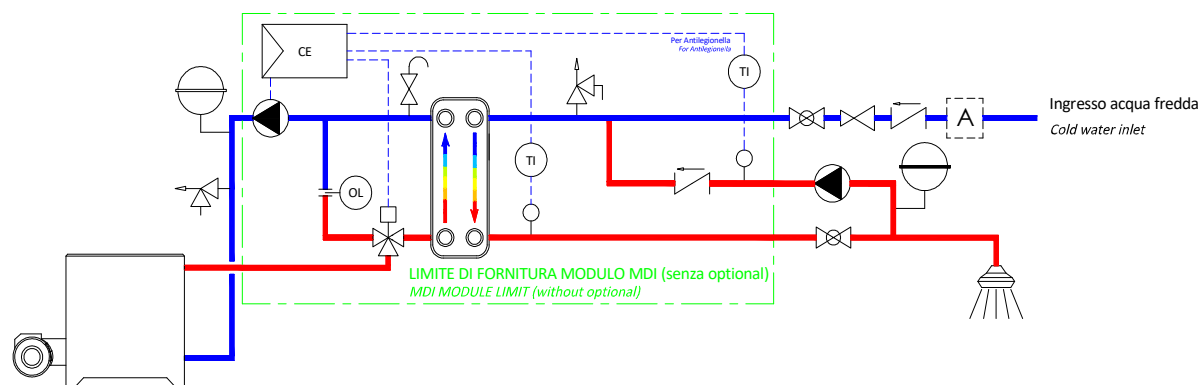 CE
Per Antilegionella
For Antilegionella
TI
TI
OL
A
Ingresso acqua fredda
Cold water inlet
LIMITE DI FORNITURA MODULO MDI (senza optional)
MDI MODULE LIMIT (without optional)